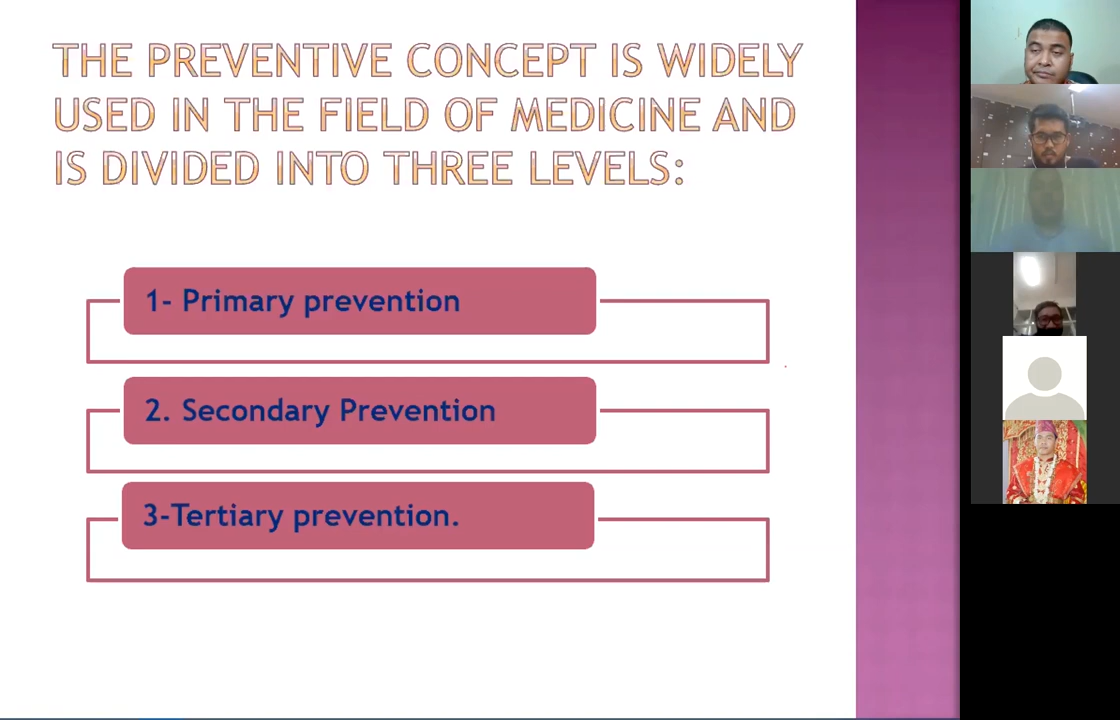 THE PREVENTIVE CONCEPT IS WIDELY
USED IN THE FIELD OF MEDICINE AND
IS DIVIDED INTO THREE LEVELS:
1- Primary prevention
2. Secondary Prevention
3-Tertiary prevention.